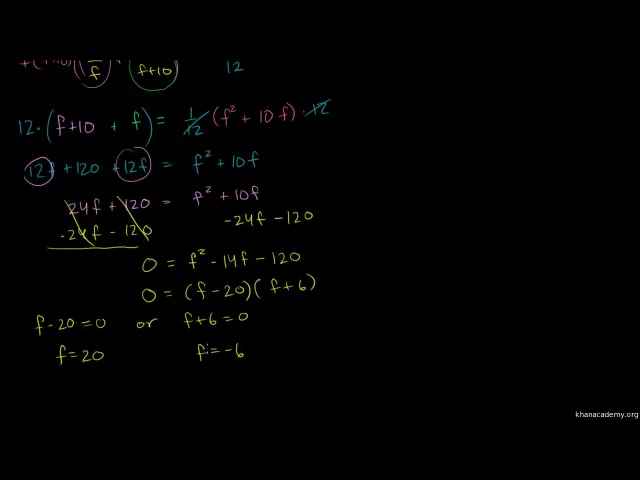 f f+10 12
12·(f+10 + f) = 1/12 (f² + 10f)·12
12f + 120 + 12f = f² + 10f
24f + 120 = f² + 10f
-24f - 120 -24f - 120
0 = f² - 14f - 120
0 = (f-20)(f+6)
f-20=0 or f+6=0
f=20 f=-6
khanacademy.org